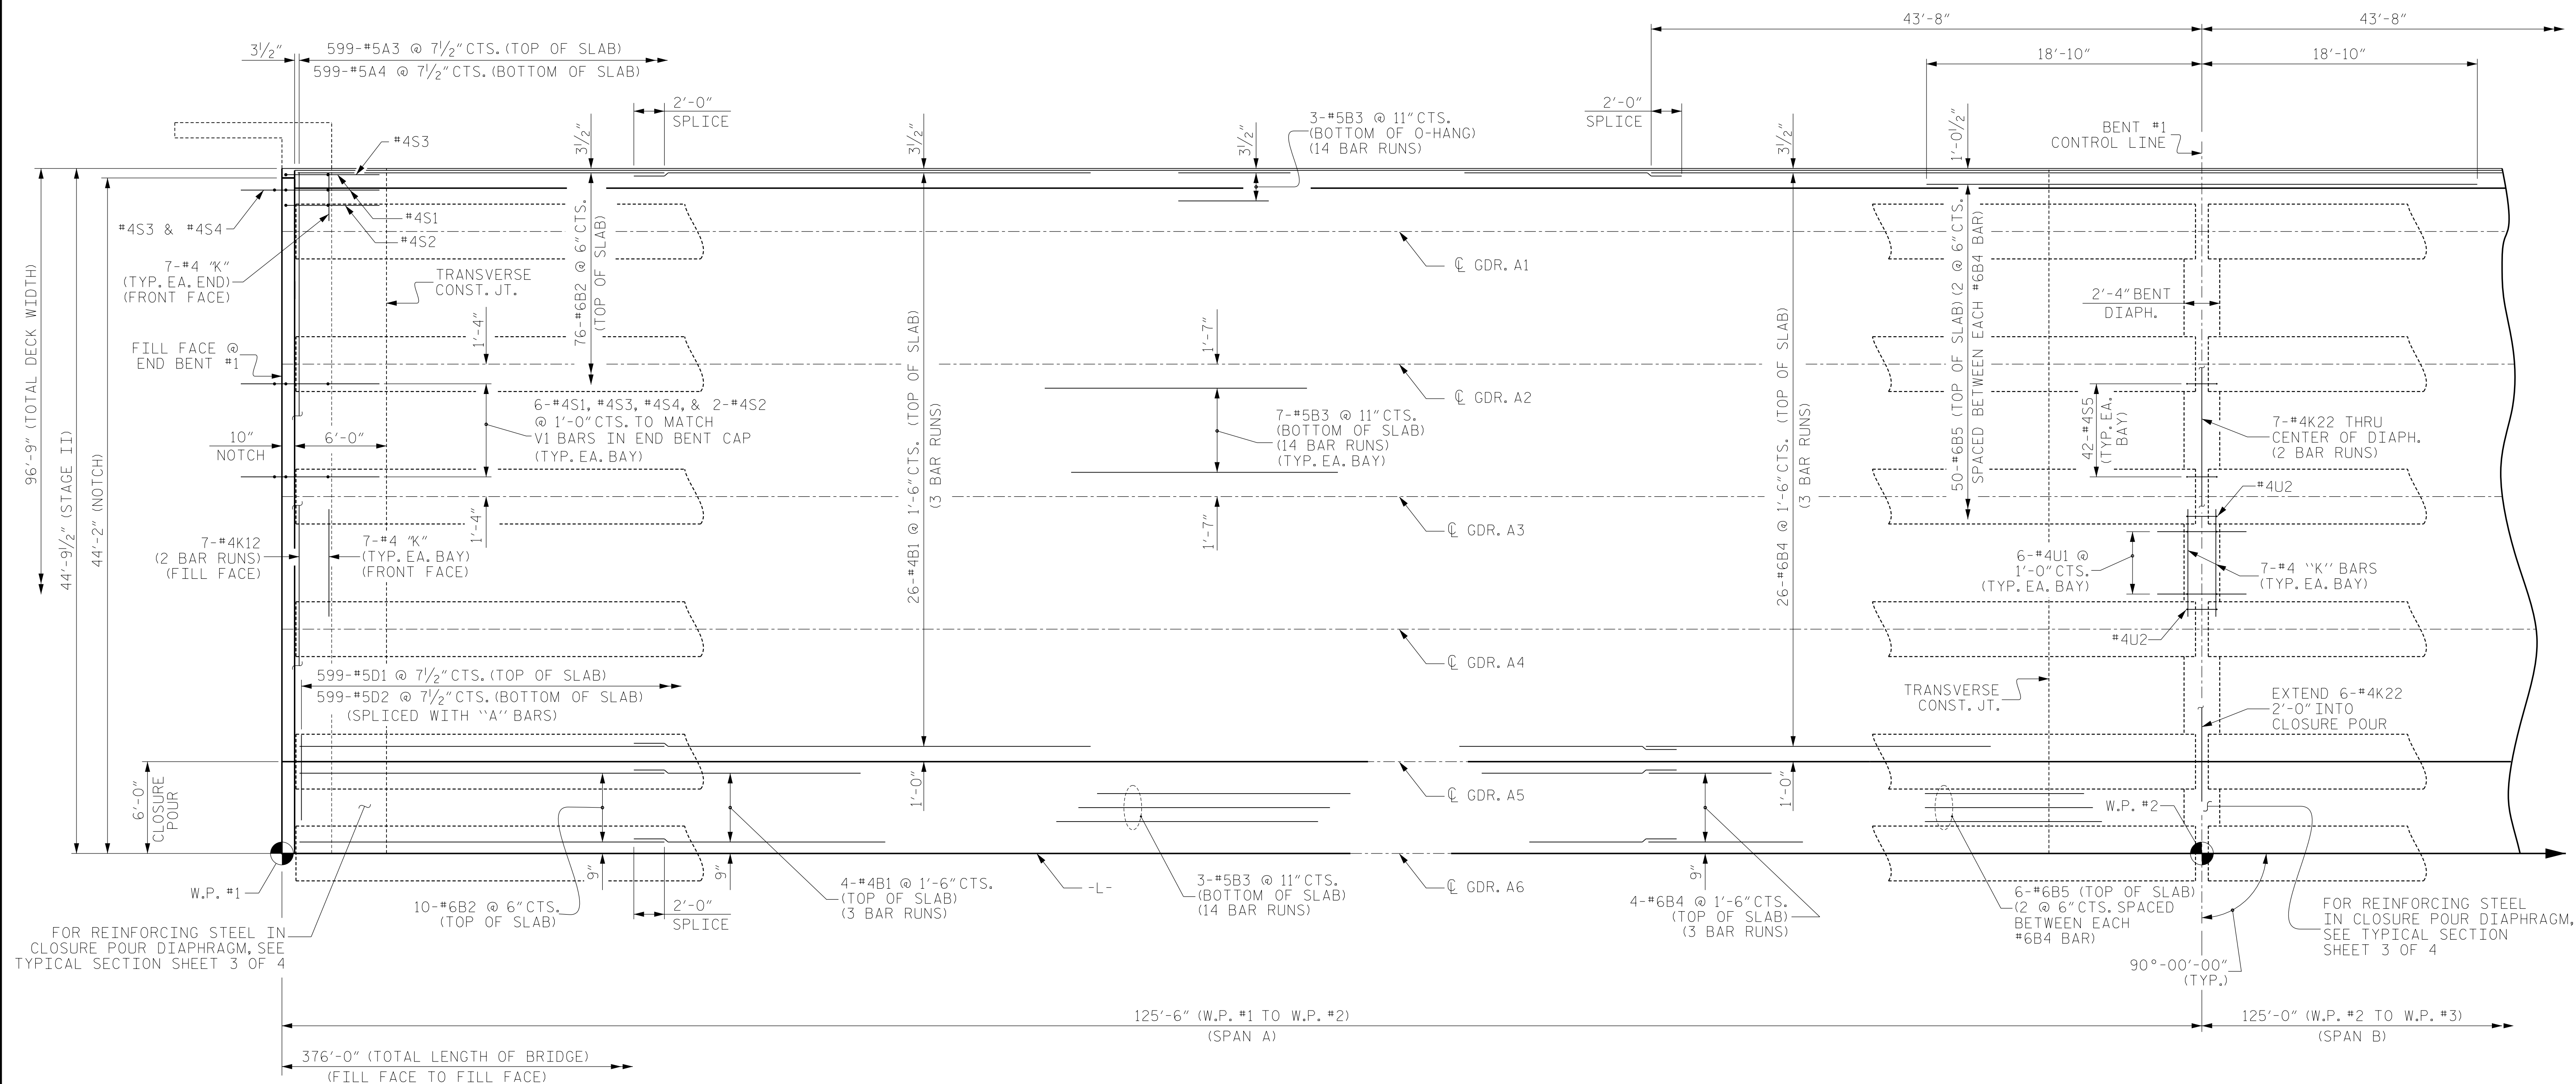 43'-8"
43'-8"
3½"
599-#5A3 @ 7½" CTS. (TOP OF SLAB)
599-#5A4 @ 7½" CTS. (BOTTOM OF SLAB)
18'-10"
18'-10"
2'-0"
SPLICE
3½"
3½"
3½"
3-#5B3 @ 11" CTS.
(BOTTOM OF O-HANG)
(14 BAR RUNS)
2'-0"
SPLICE
3½"
1'-0½"
BENT #1
CONTROL LINE
#4S3
#4S1
#4S2
#4S3 & #4S4
7-#4 "K"
(TYP. EA. END)
(FRONT FACE)
TRANSVERSE
CONST. JT.
76-#6B2 @ 6" CTS.
(TOP OF SLAB)
℄ GDR. A1
96'-9" (TOTAL DECK WIDTH)
44'-9½" (STAGE II)
44'-2" (NOTCH)
FILL FACE @
END BENT #1
1'-4"
1'-7"
26-#4B1 @ 1'-6" CTS. (TOP OF SLAB)
(3 BAR RUNS)
26-#6B4 @ 1'-6" CTS. (TOP OF SLAB)
(3 BAR RUNS)
50-#6B5 (TOP OF SLAB) (2 @ 6" CTS.
SPACED BETWEEN EACH #6B4 BAR)
2'-4" BENT
DIAPH.
6-#4S1, #4S3, #4S4, & 2-#4S2
@ 1'-0" CTS. TO MATCH
V1 BARS IN END BENT CAP
(TYP. EA. BAY)
℄ GDR. A2
7-#5B3 @ 11" CTS.
(BOTTOM OF SLAB)
(14 BAR RUNS)
(TYP. EA. BAY)
42-#4S5
(TYP. EA.
BAY)
7-#4K22 THRU
CENTER OF DIAPH.
(2 BAR RUNS)
10"
NOTCH
6'-0"
1'-4"
1'-7"
℄ GDR. A3
#4U2
7-#4K12
(2 BAR RUNS)
(FILL FACE)
7-#4 "K"
(TYP. EA. BAY)
(FRONT FACE)
6-#4U1 @
1'-0" CTS.
(TYP. EA. BAY)
7-#4 "K" BARS
(TYP. EA. BAY)
#4U2
℄ GDR. A4
599-#5D1 @ 7½" CTS. (TOP OF SLAB)
599-#5D2 @ 7½" CTS. (BOTTOM OF SLAB)
(SPLICED WITH "A" BARS)
TRANSVERSE
CONST. JT.
EXTEND 6-#4K22
2'-0" INTO
CLOSURE POUR
6'-0"
CLOSURE
POUR
1'-0"
1'-0"
℄ GDR. A5
W.P. #2
W.P. #1
9"
9"
9"
-L-
℄ GDR. A6
10-#6B2 @ 6" CTS.
(TOP OF SLAB)
2'-0"
SPLICE
4-#4B1 @ 1'-6" CTS.
(TOP OF SLAB)
(3 BAR RUNS)
3-#5B3 @ 11" CTS.
(BOTTOM OF SLAB)
(14 BAR RUNS)
4-#6B4 @ 1'-6" CTS.
(TOP OF SLAB)
(3 BAR RUNS)
6-#6B5 (TOP OF SLAB)
(2 @ 6" CTS. SPACED
BETWEEN EACH
#6B4 BAR)
FOR REINFORCING STEEL
IN CLOSURE POUR DIAPHRAGM,
SEE TYPICAL SECTION
SHEET 3 OF 4
FOR REINFORCING STEEL IN
CLOSURE POUR DIAPHRAGM, SEE
TYPICAL SECTION SHEET 3 OF 4
90°-00'-00"
(TYP.)
125'-6" (W.P. #1 TO W.P. #2)
(SPAN A)
125'-0" (W.P. #2 TO W.P. #3)
(SPAN B)
376'-0" (TOTAL LENGTH OF BRIDGE)
(FILL FACE TO FILL FACE)